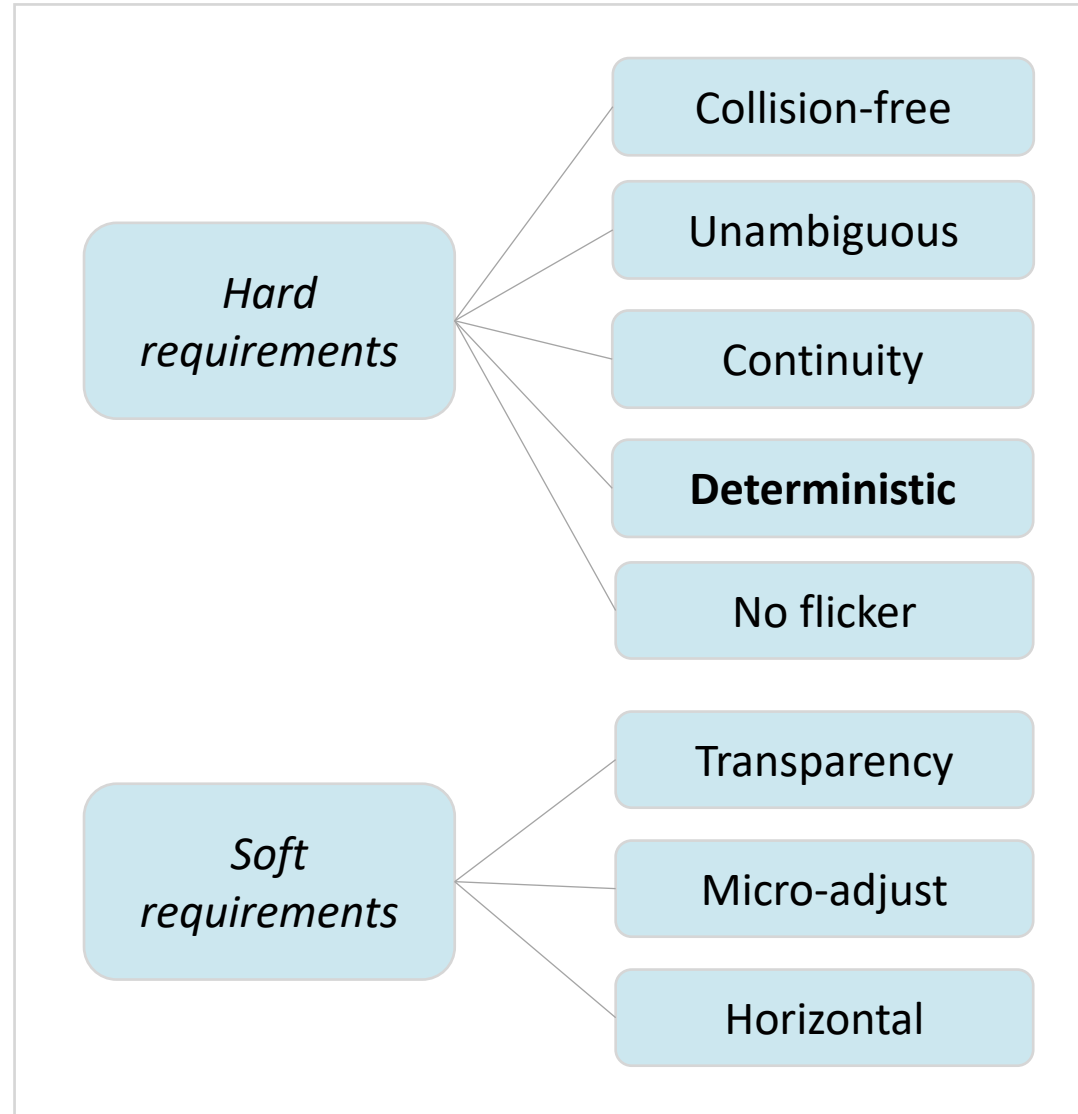 Hard
requirements
Collision-free
Unambiguous
Continuity
Deterministic
No flicker
Soft
requirements
Transparency
Micro-adjust
Horizontal